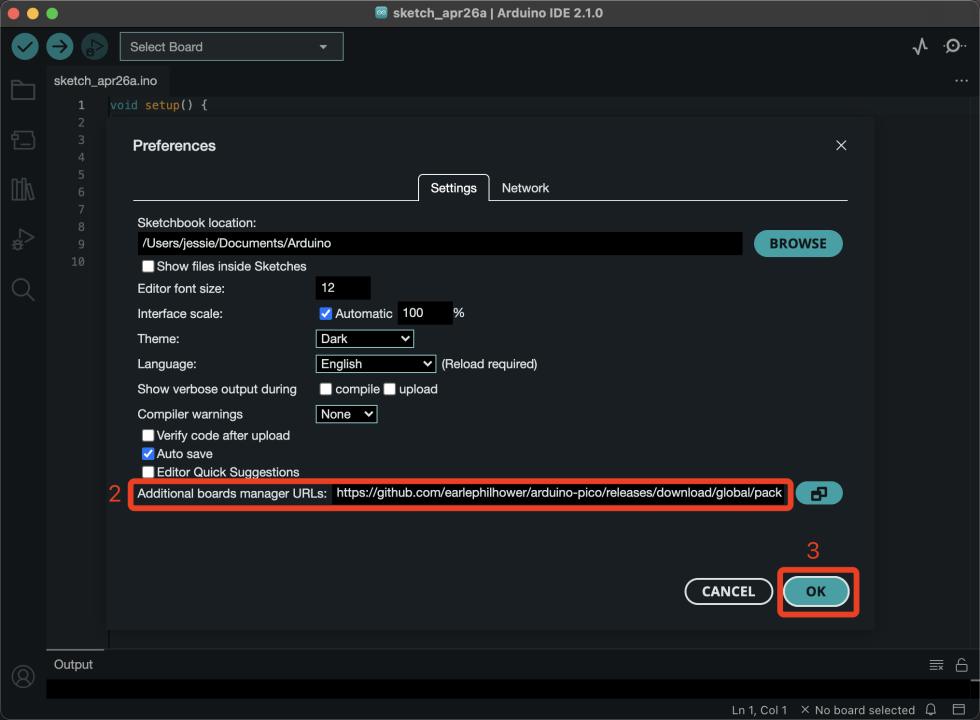 sketch_apr26a | Arduino IDE 2.1.0
Select Board
sketch_apr26a.ino
1 void setup() {
2
3
4
5
6
7
8
9
10
Preferences
Settings Network
Sketchbook location:
/Users/jessie/Documents/Arduino
BROWSE
Show files inside Sketches
Editor font size: 12
Interface scale: Automatic 100 %
Theme: Dark
Language: English (Reload required)
Show verbose output during compile upload
Compiler warnings None
Verify code after upload
Auto save
Editor Quick Suggestions
2 Additional boards manager URLs: https://github.com/earlephilhower/arduino-pico/releases/download/global/pack
3
CANCEL OK
Output
Ln 1, Col 1 × No board selected